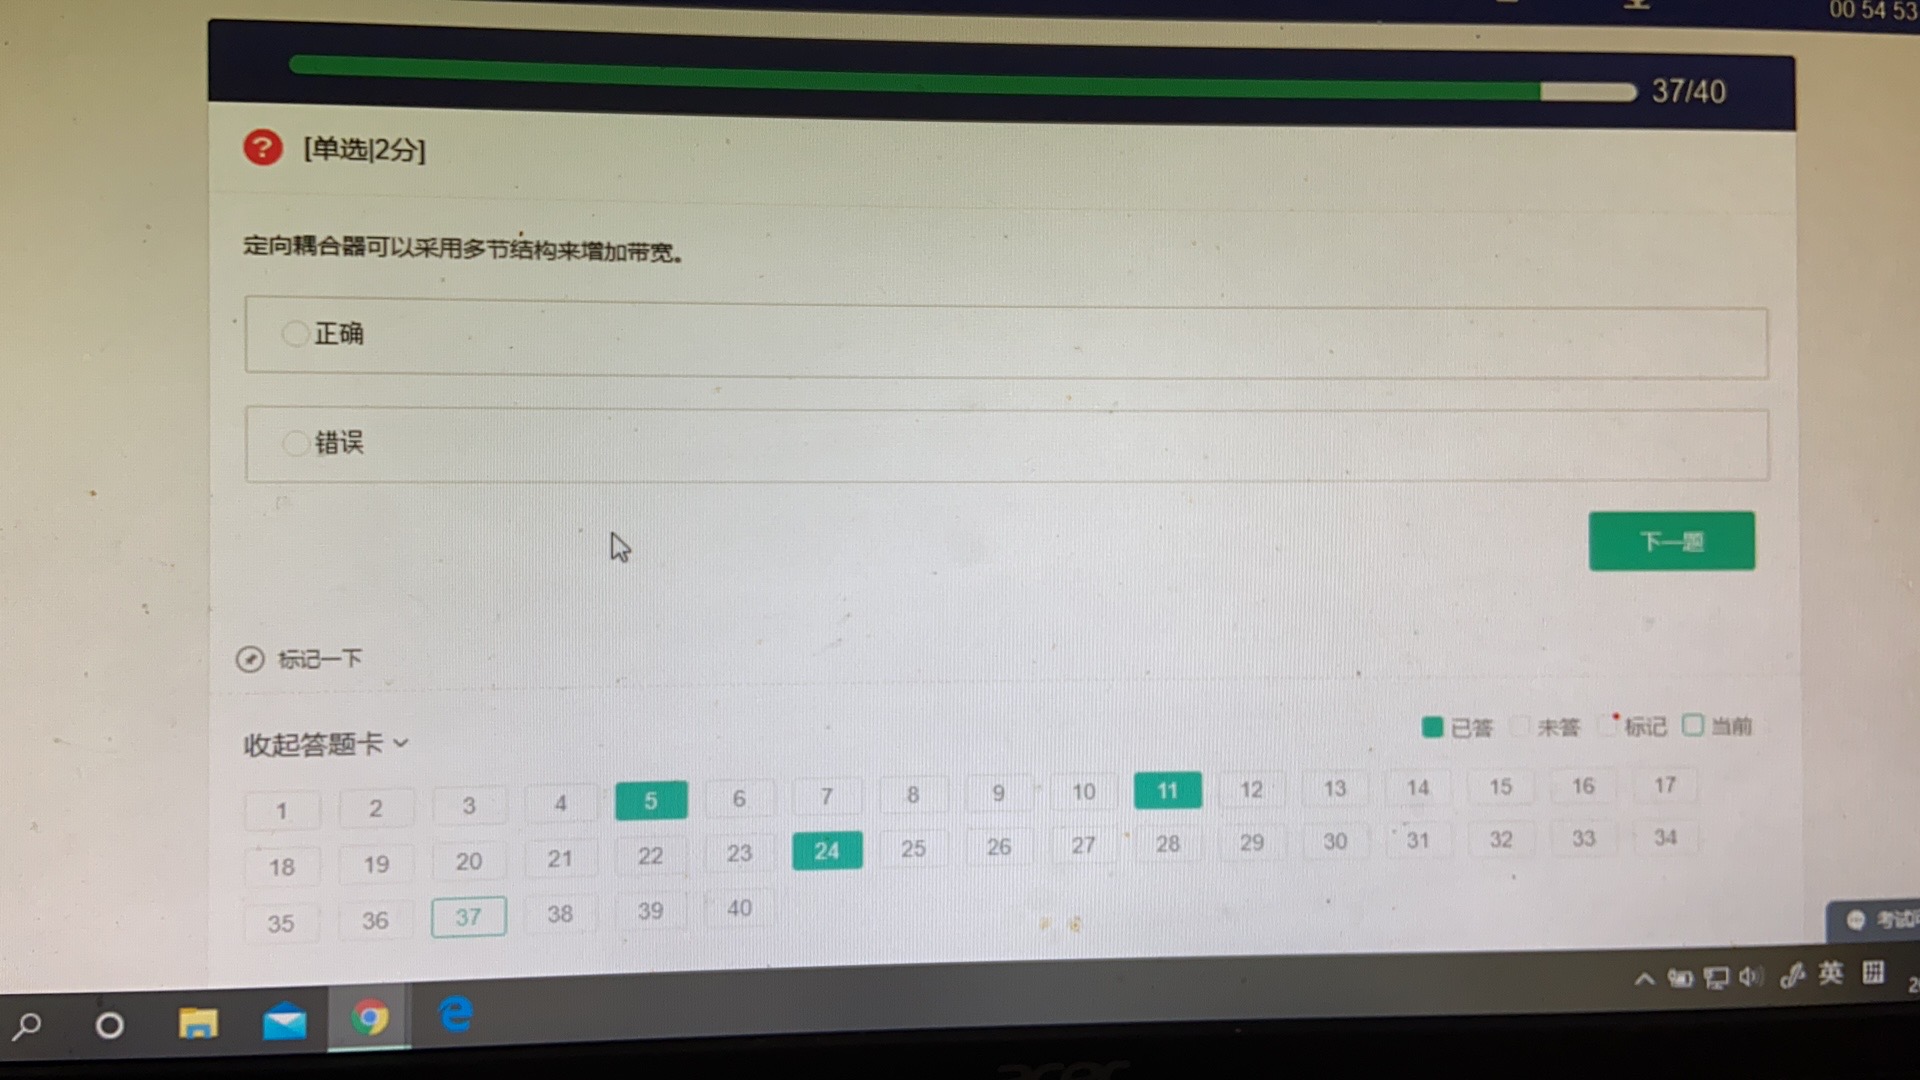 00 54 53
37/40
[单选|2分]
定向耦合器可以采用多节结构来增加带宽。
正确
错误
下一题
标记一下
收起答题卡
已答 未答 标记 当前
1 2 3 4 5 6 7 8 9 10 11 12 13 14 15 16 17
18 19 20 21 22 23 24 25 26 27 28 29 30 31 32 33 34
35 36 37 38 39 40
考试
英
acer